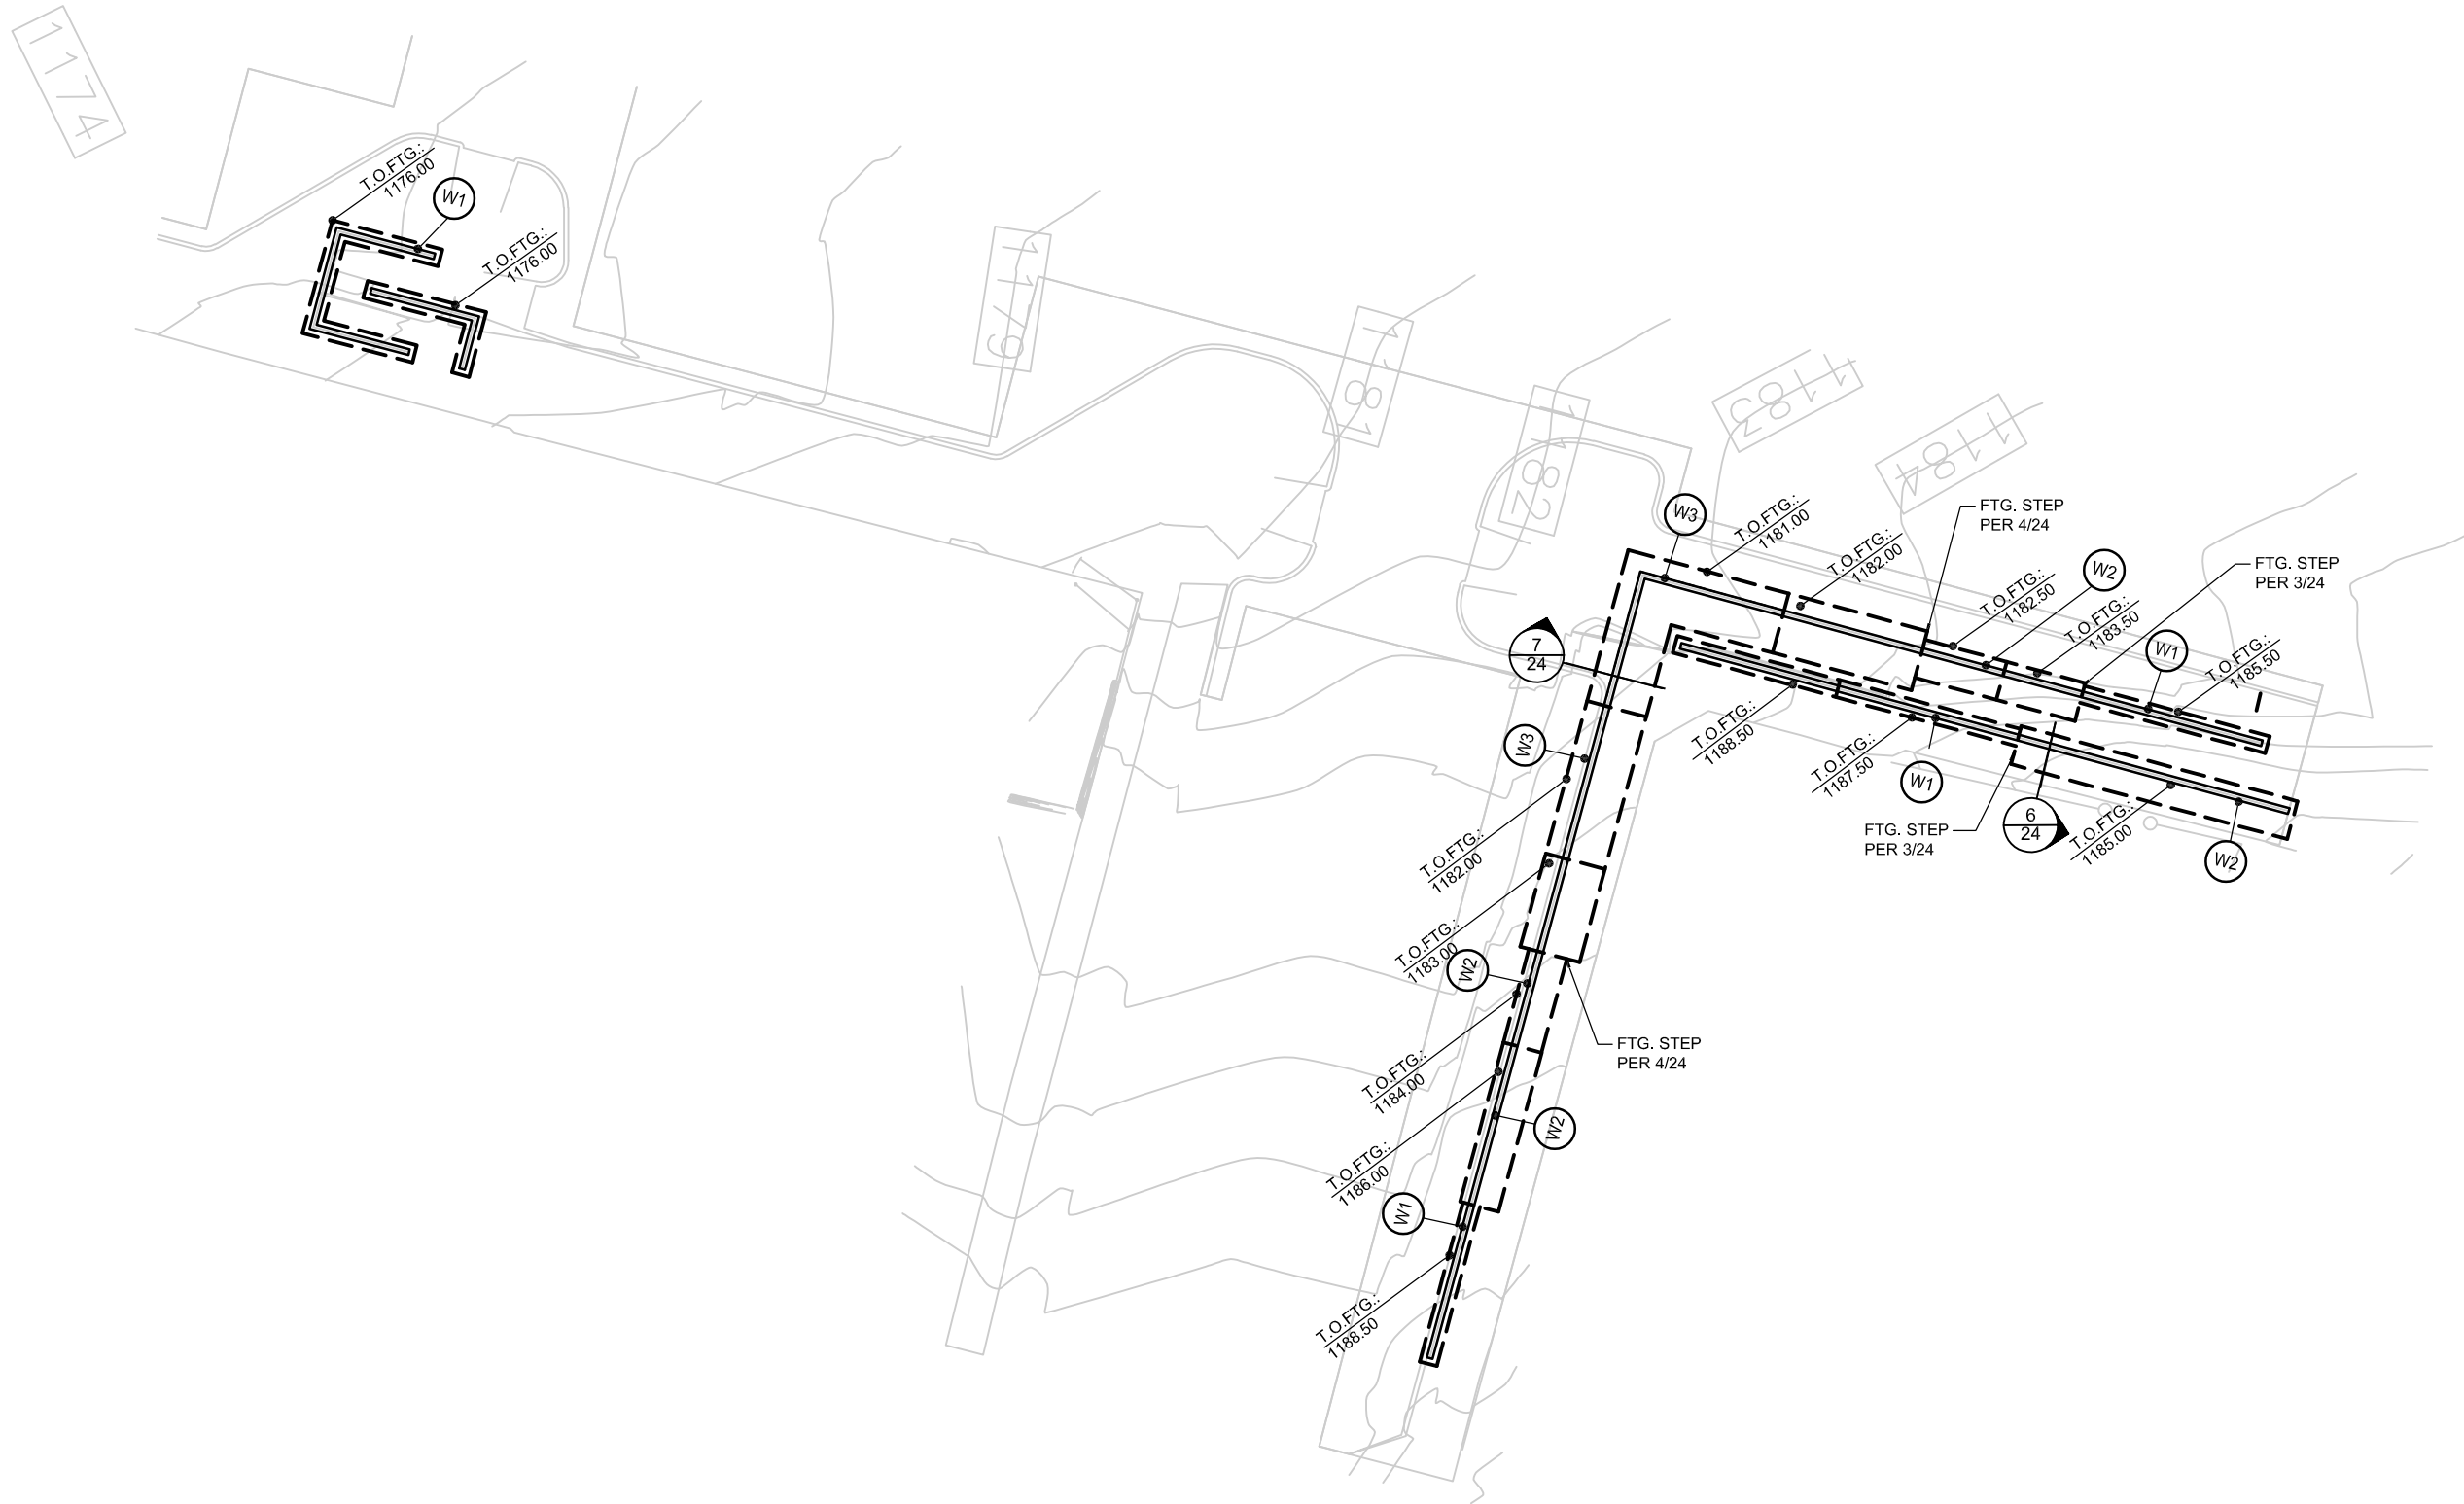 1174
T.O.FTG.:
1176.00
W1
T.O.FTG.:
1176.00
1179
1181
1182
1183
1184
W3
T.O.FTG.:
1181.00
T.O.FTG.:
1182.00
FTG. STEP
PER 4/24
T.O.FTG.:
1182.50
W2
T.O.FTG.:
1183.50
FTG. STEP
PER 3/24
W1
T.O.FTG.:
1185.50
7
24
T.O.FTG.:
1188.50
T.O.FTG.:
1187.50
W1
FTG. STEP
PER 3/24
6
24
T.O.FTG.:
1185.00
W2
W3
T.O.FTG.:
1182.00
T.O.FTG.:
1183.00
W2
T.O.FTG.:
1184.00
FTG. STEP
PER 4/24
W2
T.O.FTG.:
1186.00
W1
T.O.FTG.:
1188.50